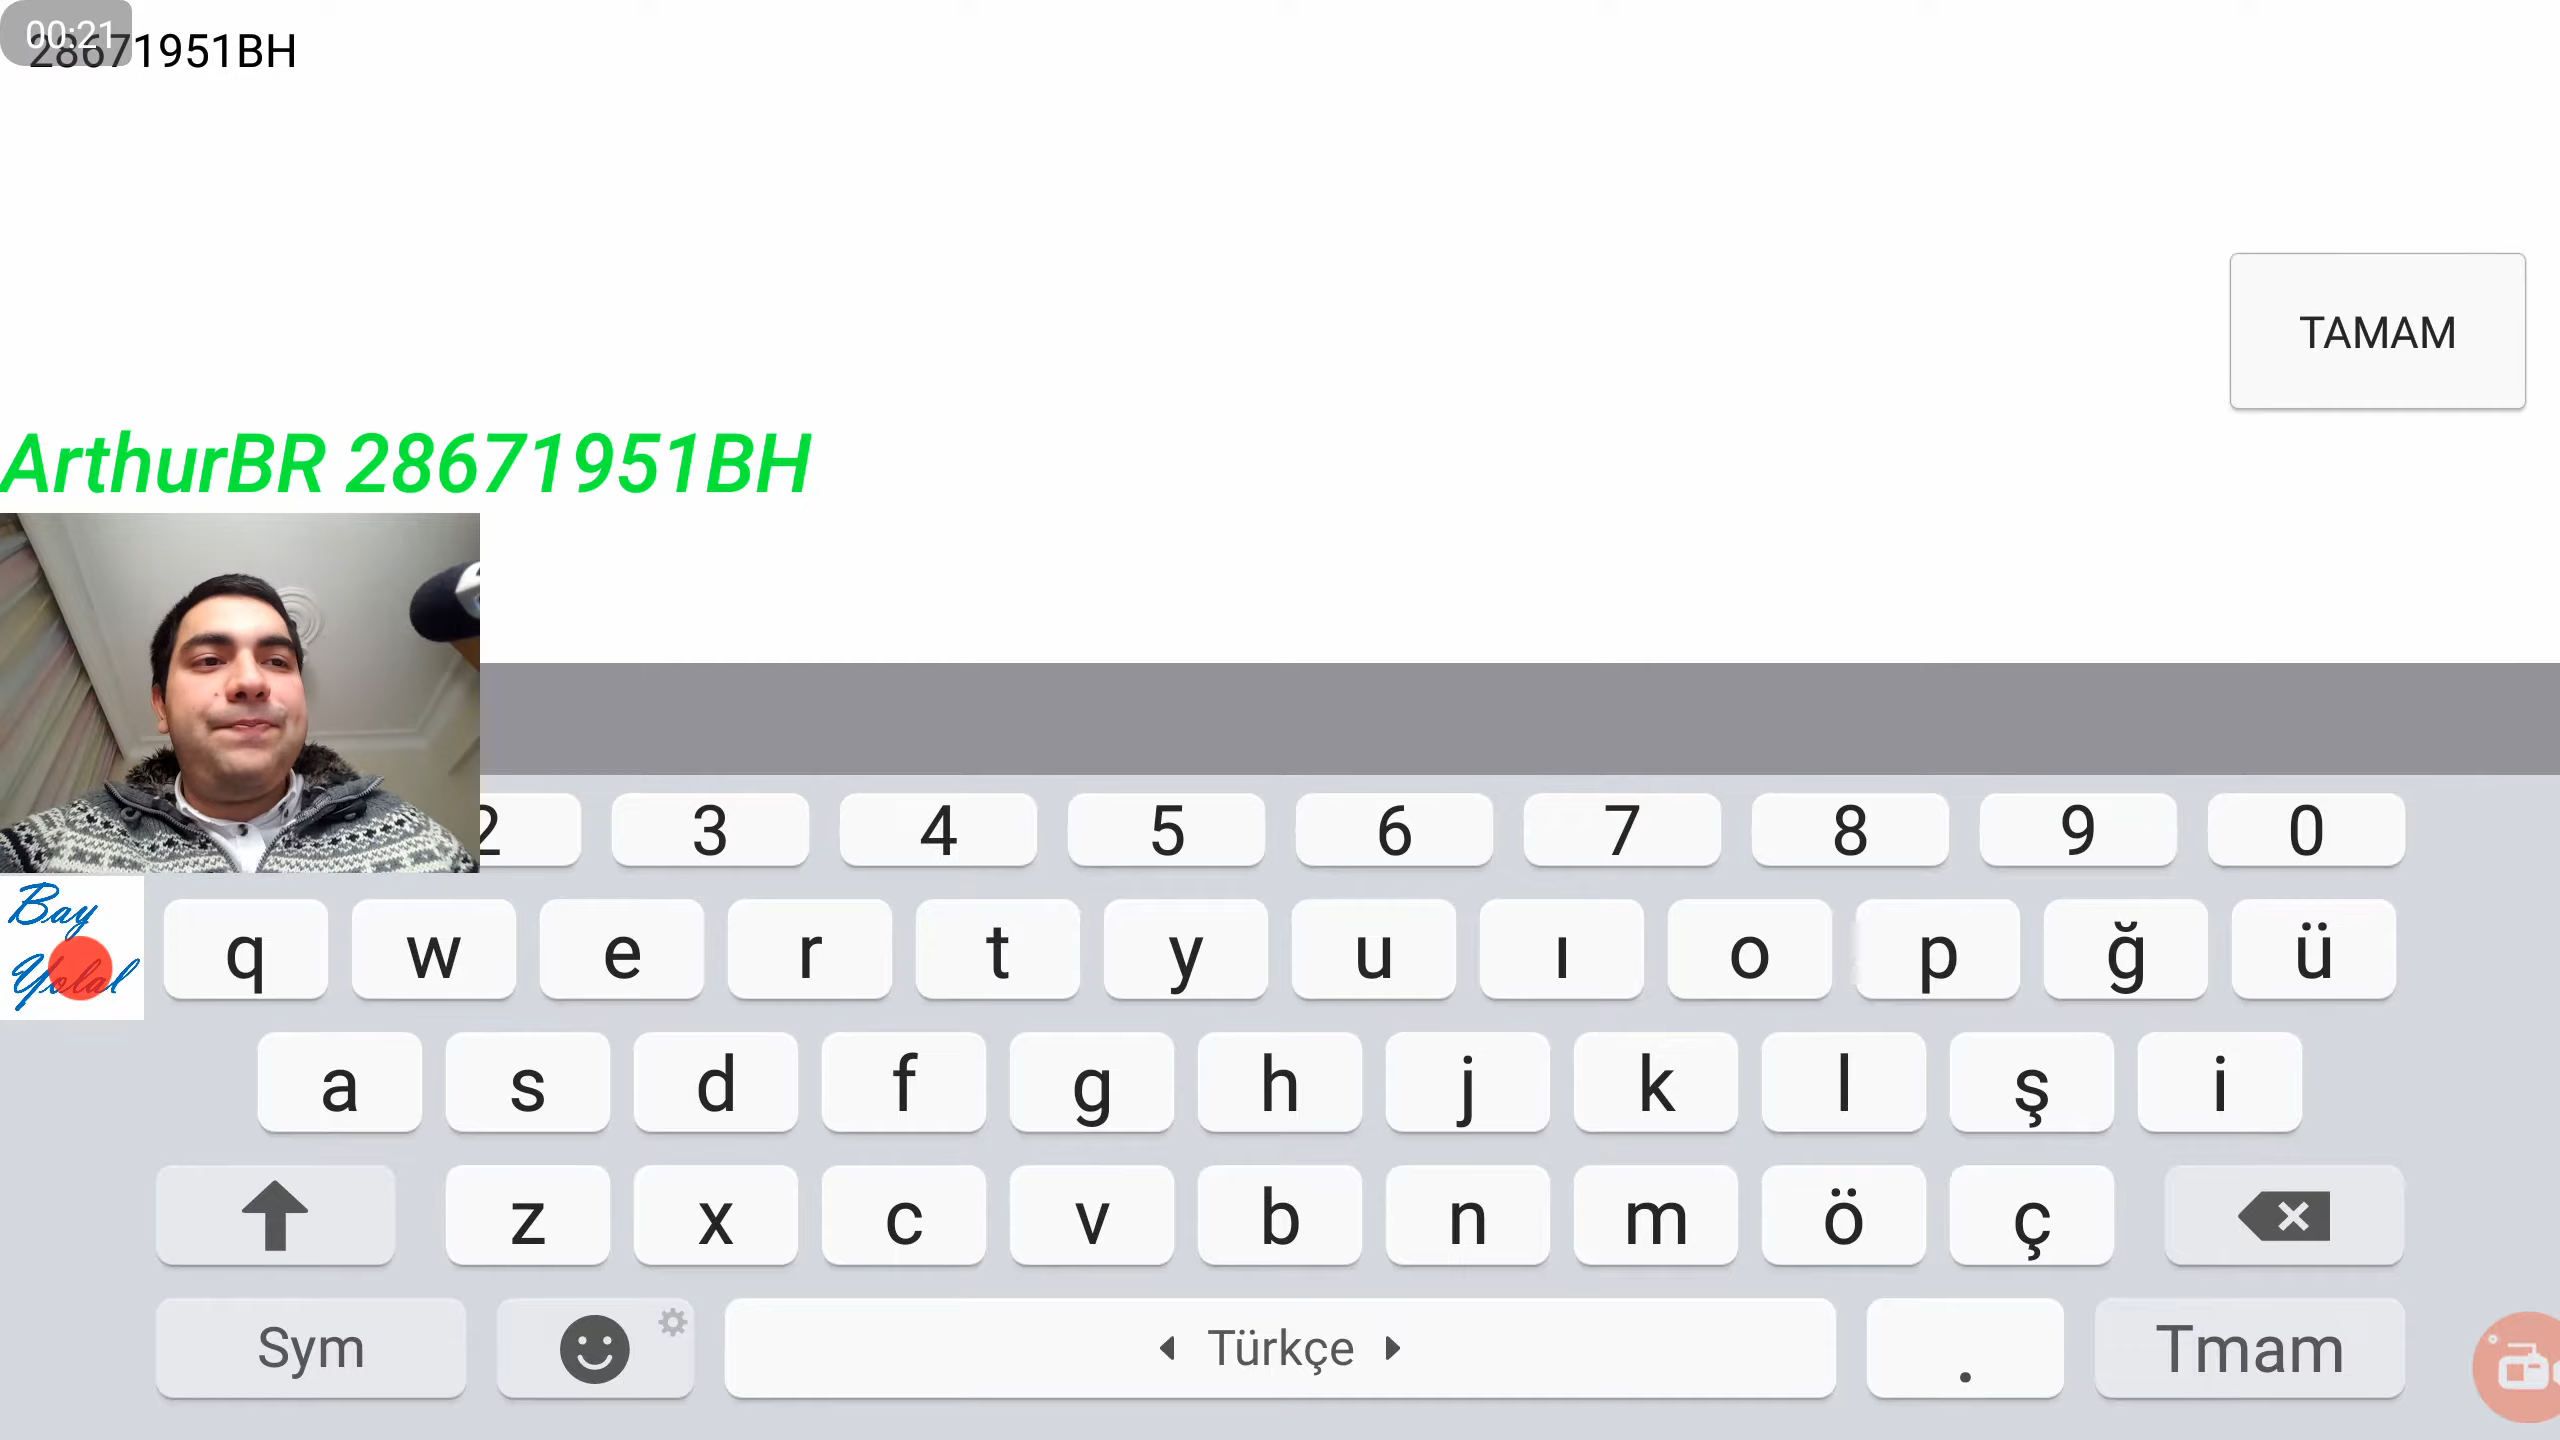 00:21
28671951BH
TAMAM
ArthurBR 28671951BH
2 3 4 5 6 7 8 9 0
Bay
Yolal
q w e r t y u ı o p ğ ü
a s d f g h j k l ş i
z x c v b n m ö ç
Sym Türkçe . Tmam